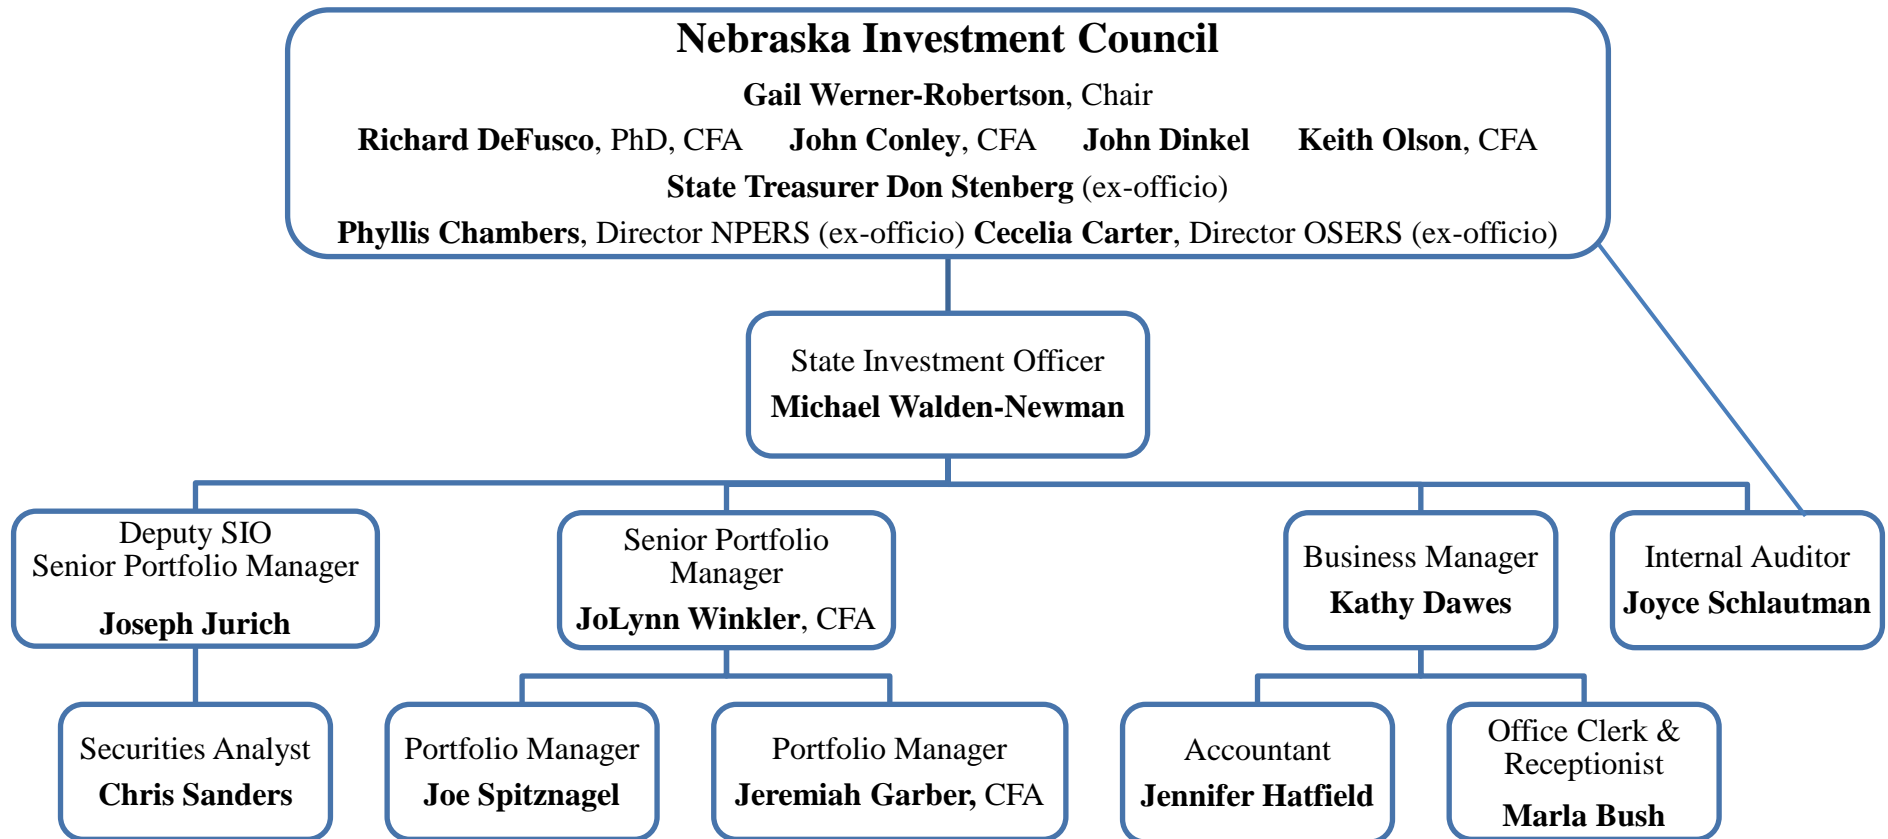 Nebraska Investment Council
Gail Werner-Robertson, Chair
Richard DeFusco, PhD, CFA John Conley, CFA John Dinkel Keith Olson, CFA
State Treasurer Don Stenberg (ex-officio)
Phyllis Chambers, Director NPERS (ex-officio) Cecelia Carter, Director OSERS (ex-officio)
State Investment Officer
Michael Walden-Newman
Deputy SIO
Senior Portfolio Manager
Joseph Jurich
Senior Portfolio
Manager
JoLynn Winkler, CFA
Business Manager
Kathy Dawes
Internal Auditor
Joyce Schlautman
Securities Analyst
Chris Sanders
Portfolio Manager
Joe Spitznagel
Portfolio Manager
Jeremiah Garber, CFA
Accountant
Jennifer Hatfield
Office Clerk &
Receptionist
Marla Bush